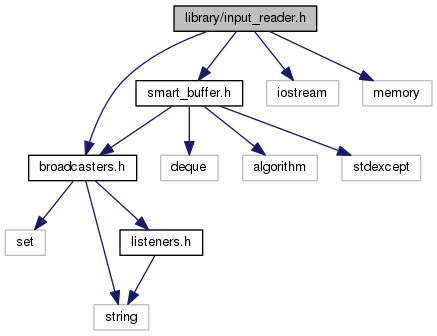 library/input_reader.h
smart_buffer.h
iostream
memory
broadcasters.h
deque
algorithm
stdexcept
set
listeners.h
string